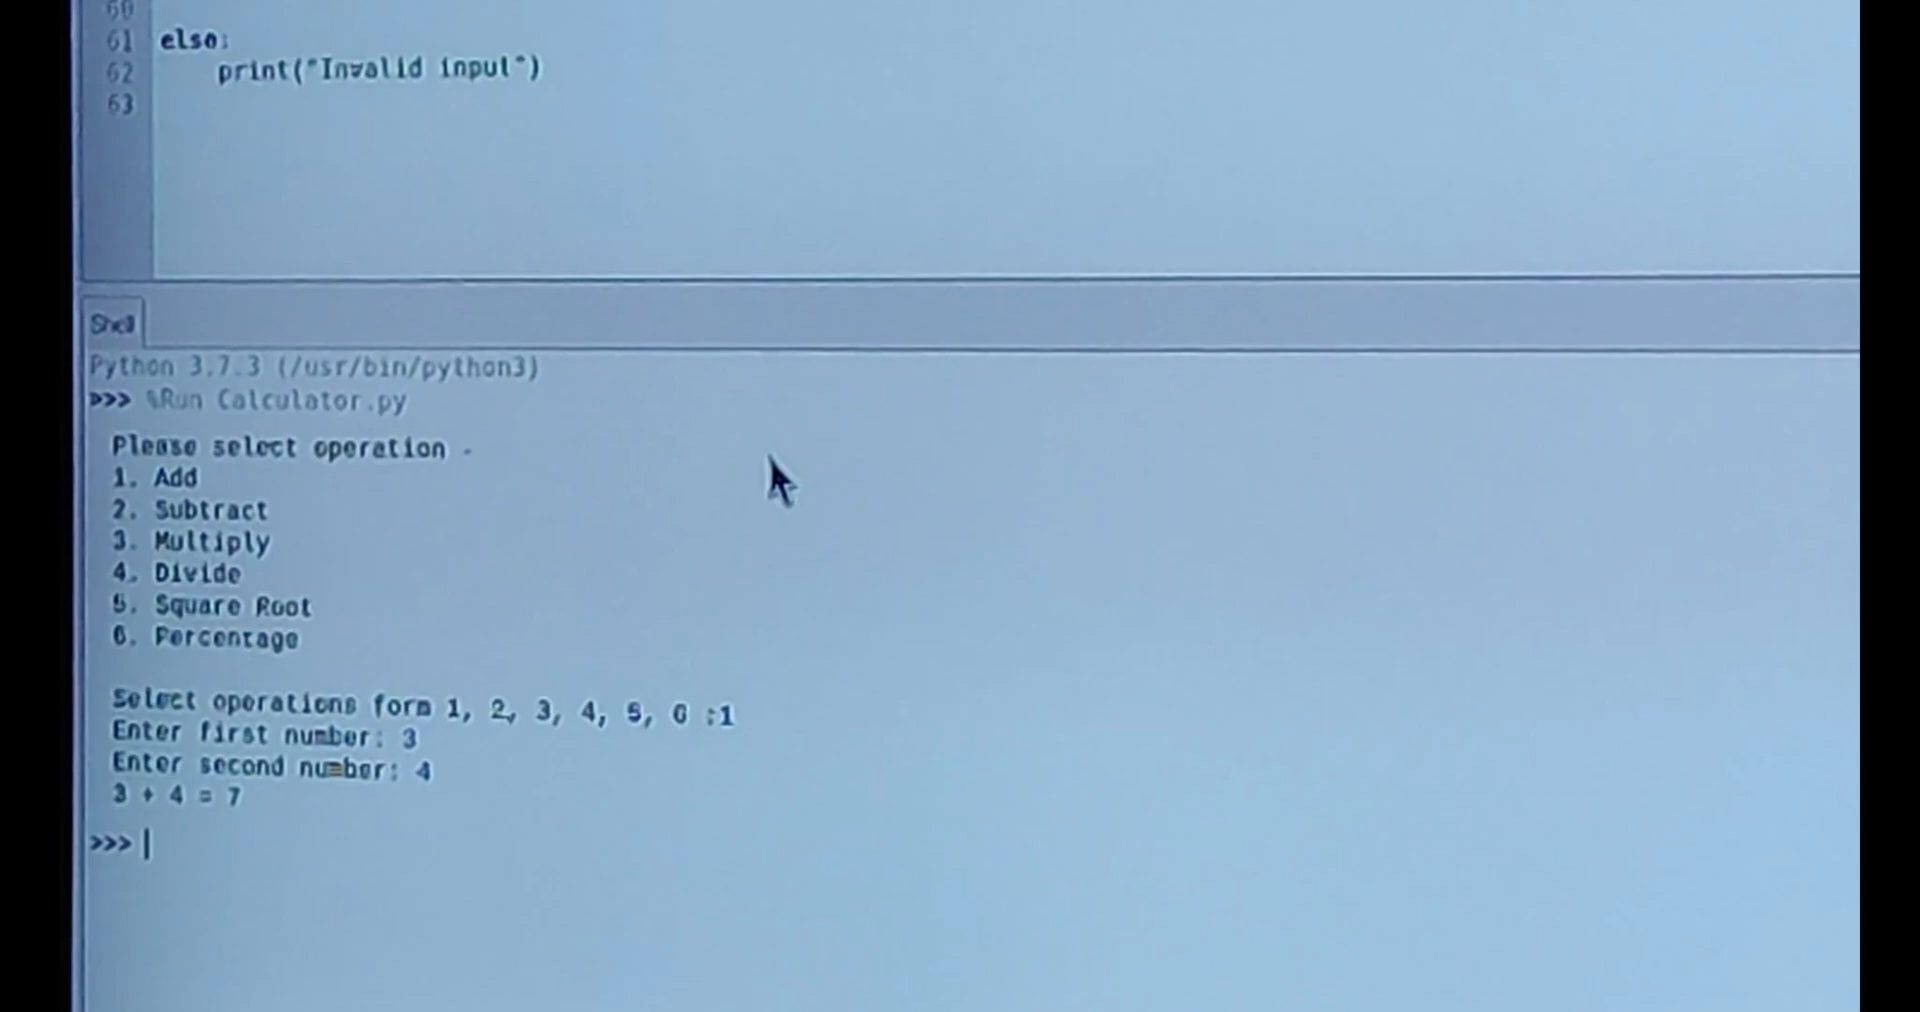 60
61 else:
62 print("Invalid input")
63
Shell
Python 3.7.3 (/usr/bin/python3)
>>> %Run Calculator.py
Please select operation -
1. Add
2. Subtract
3. Multiply
4. Divide
5. Square Root
6. Percentage
Select operations form 1, 2, 3, 4, 5, 6 :1
Enter first number: 3
Enter second number: 4
3 + 4 = 7
>>>